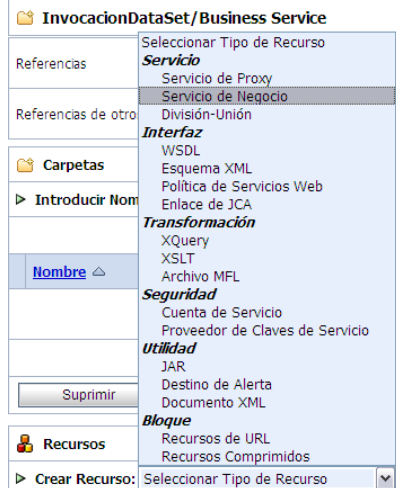 InvocacionDataSet/Business Service
Referencias
Referencias de otro
Carpetas
Introducir Nom
Nombre
Suprimir
Recursos
Crear Recurso: Seleccionar Tipo de Recurso
Seleccionar Tipo de Recurso
Servicio
Servicio de Proxy
Servicio de Negocio
División-Unión
Interfaz
WSDL
Esquema XML
Política de Servicios Web
Enlace de JCA
Transformación
XQuery
XSLT
Archivo MFL
Seguridad
Cuenta de Servicio
Proveedor de Claves de Servicio
Utilidad
JAR
Destino de Alerta
Documento XML
Bloque
Recursos de URL
Recursos Comprimidos